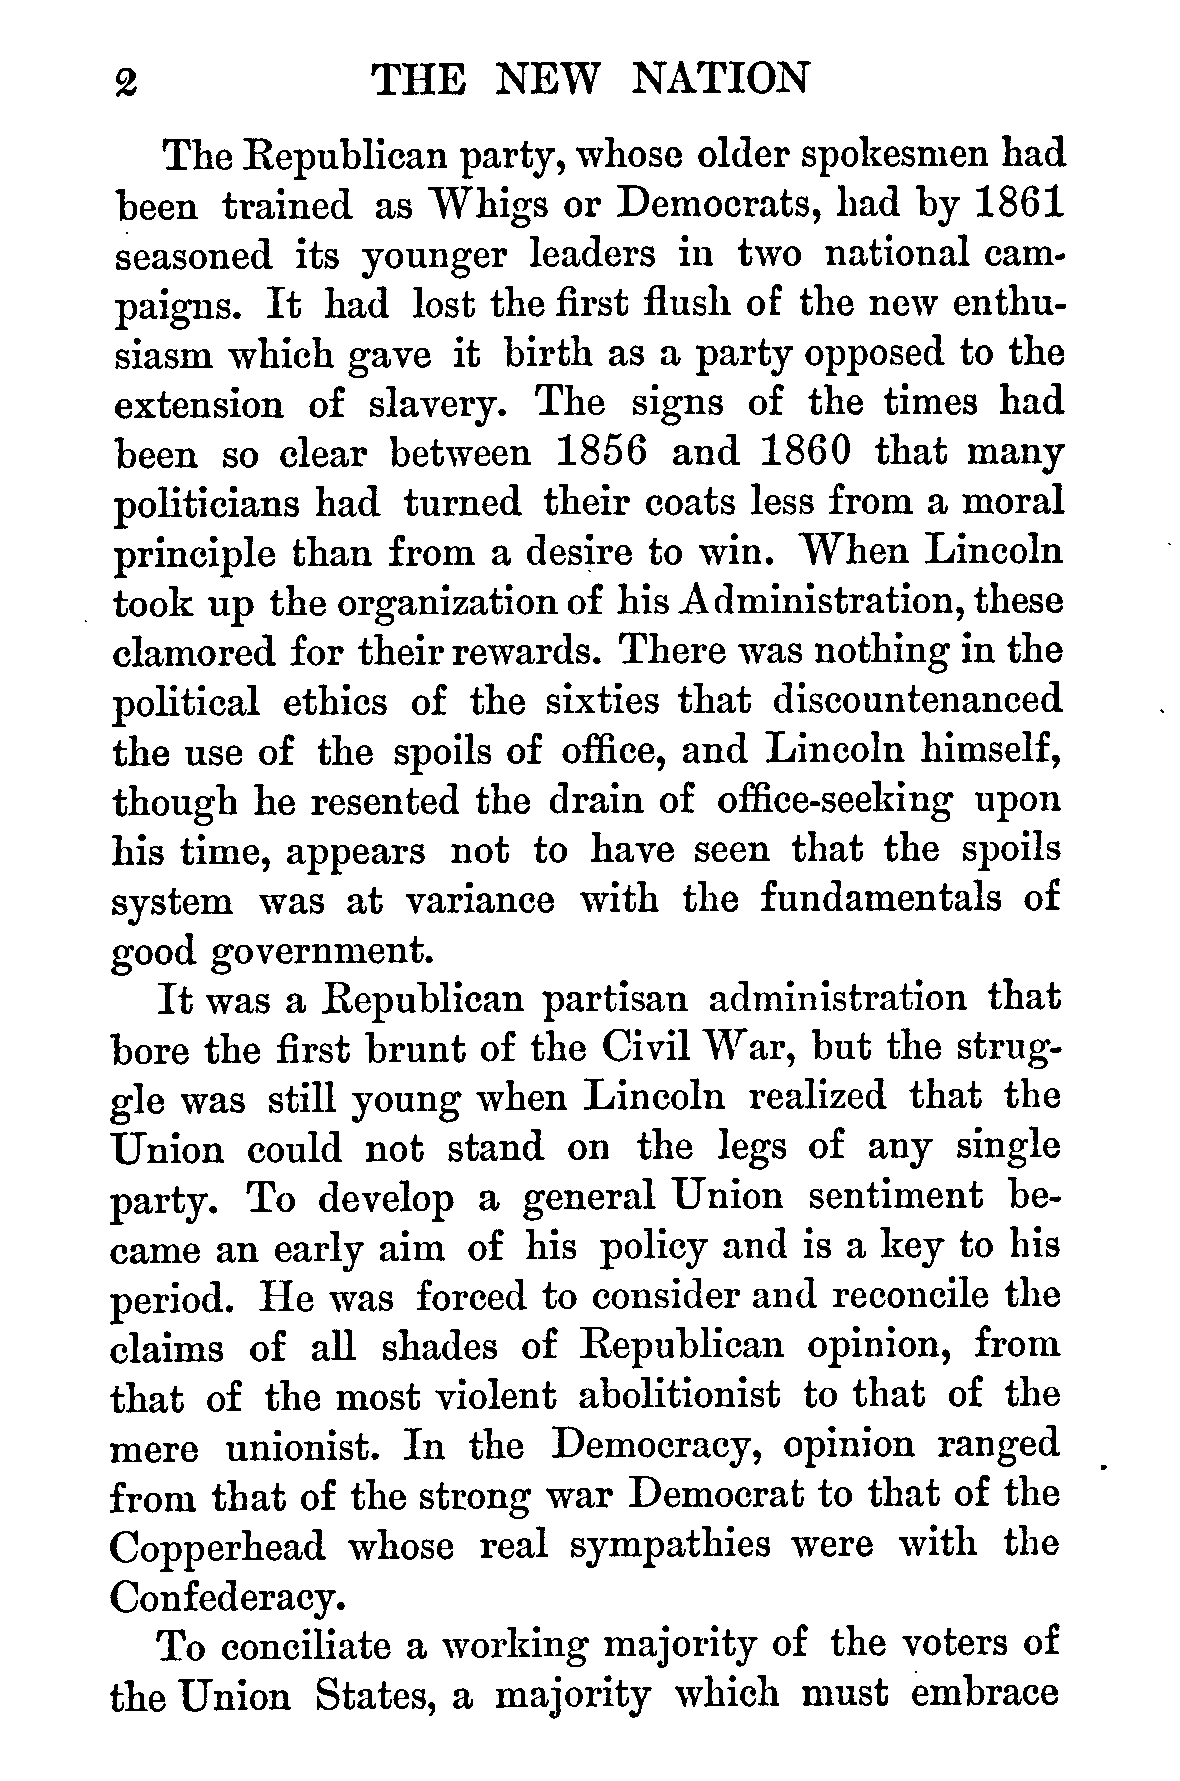 2 THE NEW NATION
The Republican party, whose older spokesmen had
been trained as Whigs or Democrats, had by 1861
seasoned its younger leaders in two national cam-
paigns. It had lost the first flush of the new enthu-
siasm which gave it birth as a party opposed to the
extension of slavery. The signs of the times had
been so clear between 1856 and 1860 that many
politicians had turned their coats less from a moral
principle than from a desire to win. When Lincoln
took up the organization of his Administration, these
clamored for their rewards. There was nothing in the
political ethics of the sixties that discountenanced
the use of the spoils of office, and Lincoln himself,
though he resented the drain of office-seeking upon
his time, appears not to have seen that the spoils
system was at variance with the fundamentals of
good government.
It was a Republican partisan administration that
bore the first brunt of the Civil War, but the strug-
gle was still young when Lincoln realized that the
Union could not stand on the legs of any single
party. To develop a general Union sentiment be-
came an early aim of his policy and is a key to his
period. He was forced to consider and reconcile the
claims of all shades of Republican opinion, from
that of the most violent abolitionist to that of the
mere unionist. In the Democracy, opinion ranged
from that of the strong war Democrat to that of the
Copperhead whose real sympathies were with the
Confederacy.
To conciliate a working majority of the voters of
the Union States, a majority which must embrace